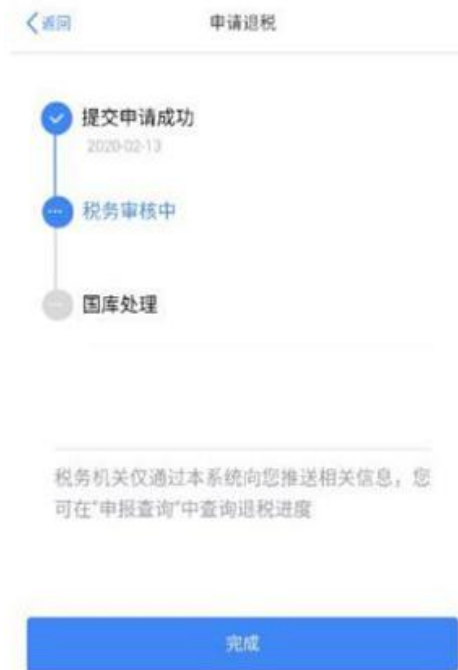 返回
申请退税
提交申请成功
2020-02-13
税务审核中
国库处理
税务机关仅通过本系统向您推送相关信息，您
可在"申报查询"中查询退税进度
完成